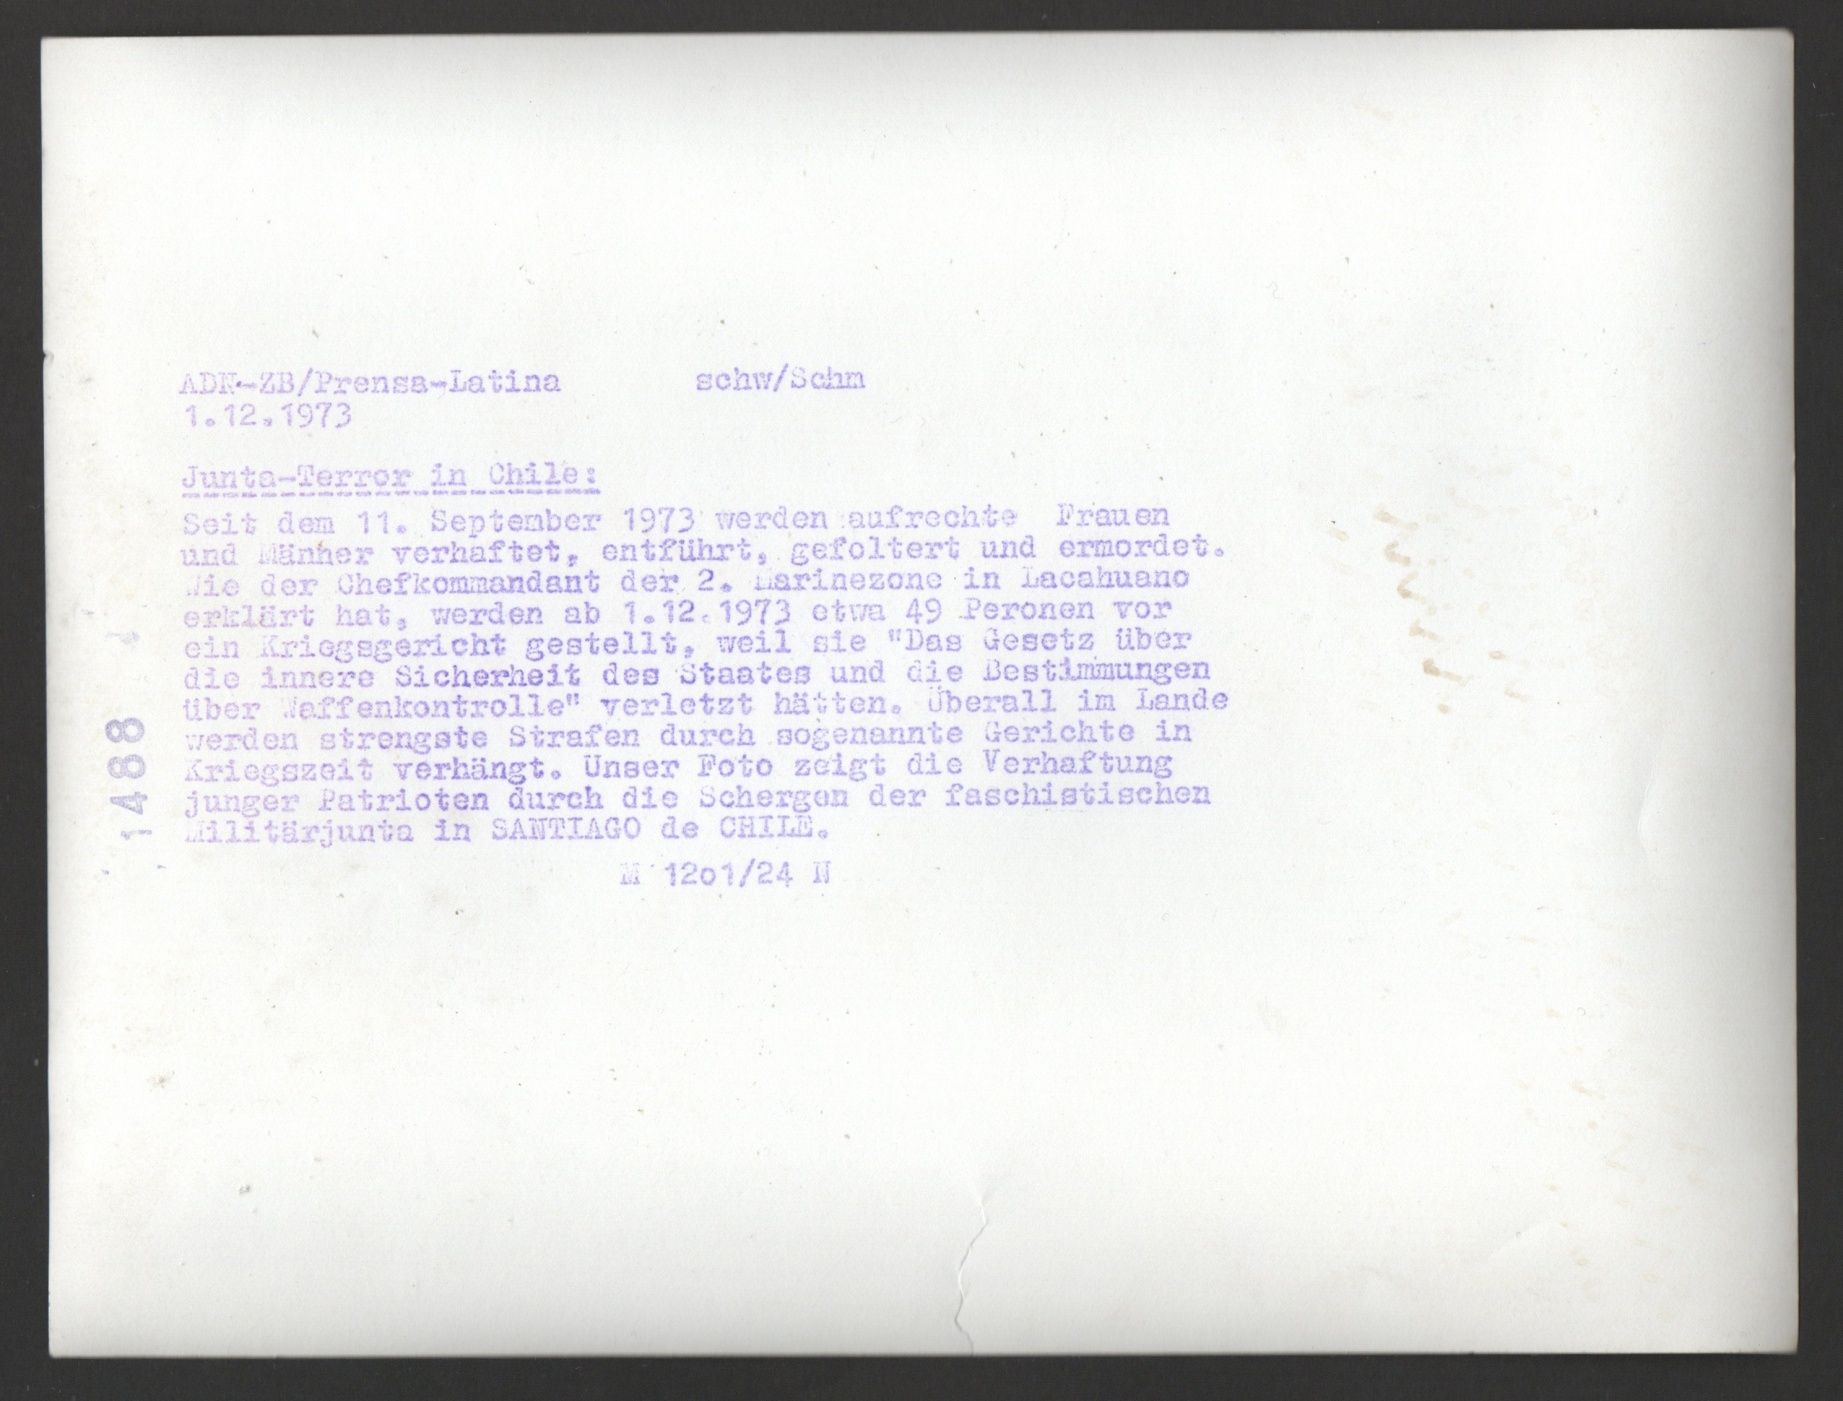 ADN-ZB/Prensa-Latina schw/Schm
1.12.1973
Junta-Terror in Chile:
Seit dem 11. September 1973 werden aufrechte Frauen
und Männer verhaftet, entführt, gefoltert und ermordet.
Wie der Chefkommandant der 2. Marinezone in Lacahuano
erklärt hat, werden ab 1.12.1973 etwa 49 Peronen vor
ein Kriegsgericht gestellt, weil sie "Das Gesetz über
die innere Sicherheit des Staates und die Bestimmungen
über Waffenkontrolle" verletzt hätten. Überall im Lande
werden strengste Strafen durch sogenannte Gerichte in
Kriegszeit verhängt. Unser Foto zeigt die Verhaftung
junger Patrioten durch die Schergen der faschistischen
Militärjunta in SANTIAGO de CHILE.
M 12o1/24 N
1488